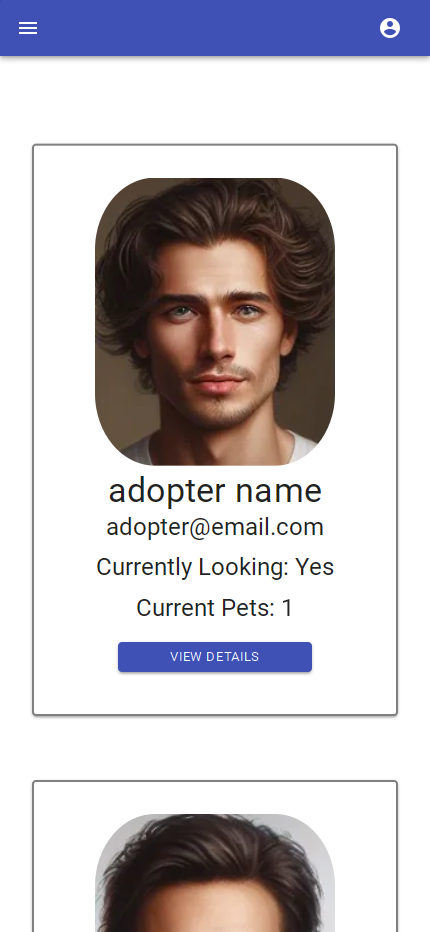 adopter name
adopter@email.com
Currently Looking: Yes
Current Pets: 1
VIEW DETAILS